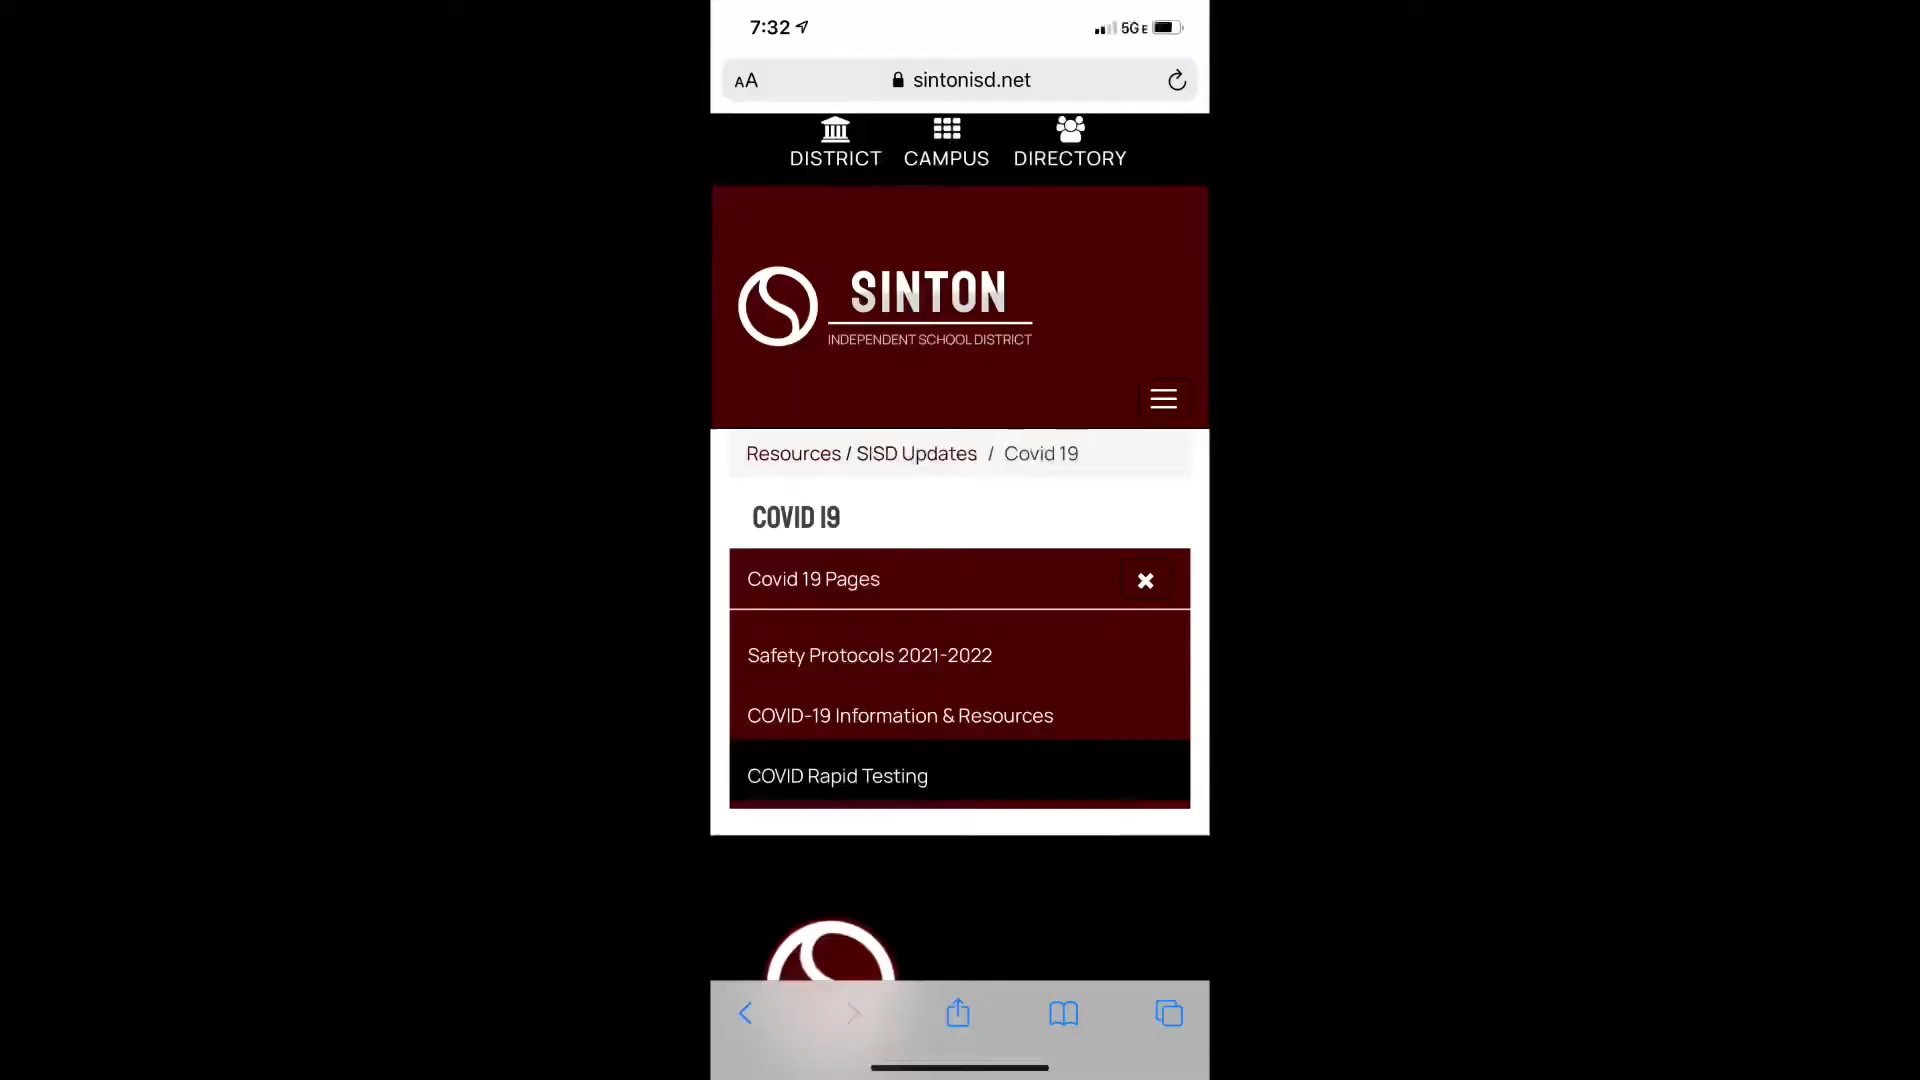 7:32
5GE
AA sintonisd.net
DISTRICT CAMPUS DIRECTORY
SINTON
INDEPENDENT SCHOOL DISTRICT
Resources / SISD Updates / Covid 19
COVID 19
Covid 19 Pages
Safety Protocols 2021-2022
COVID-19 Information & Resources
COVID Rapid Testing